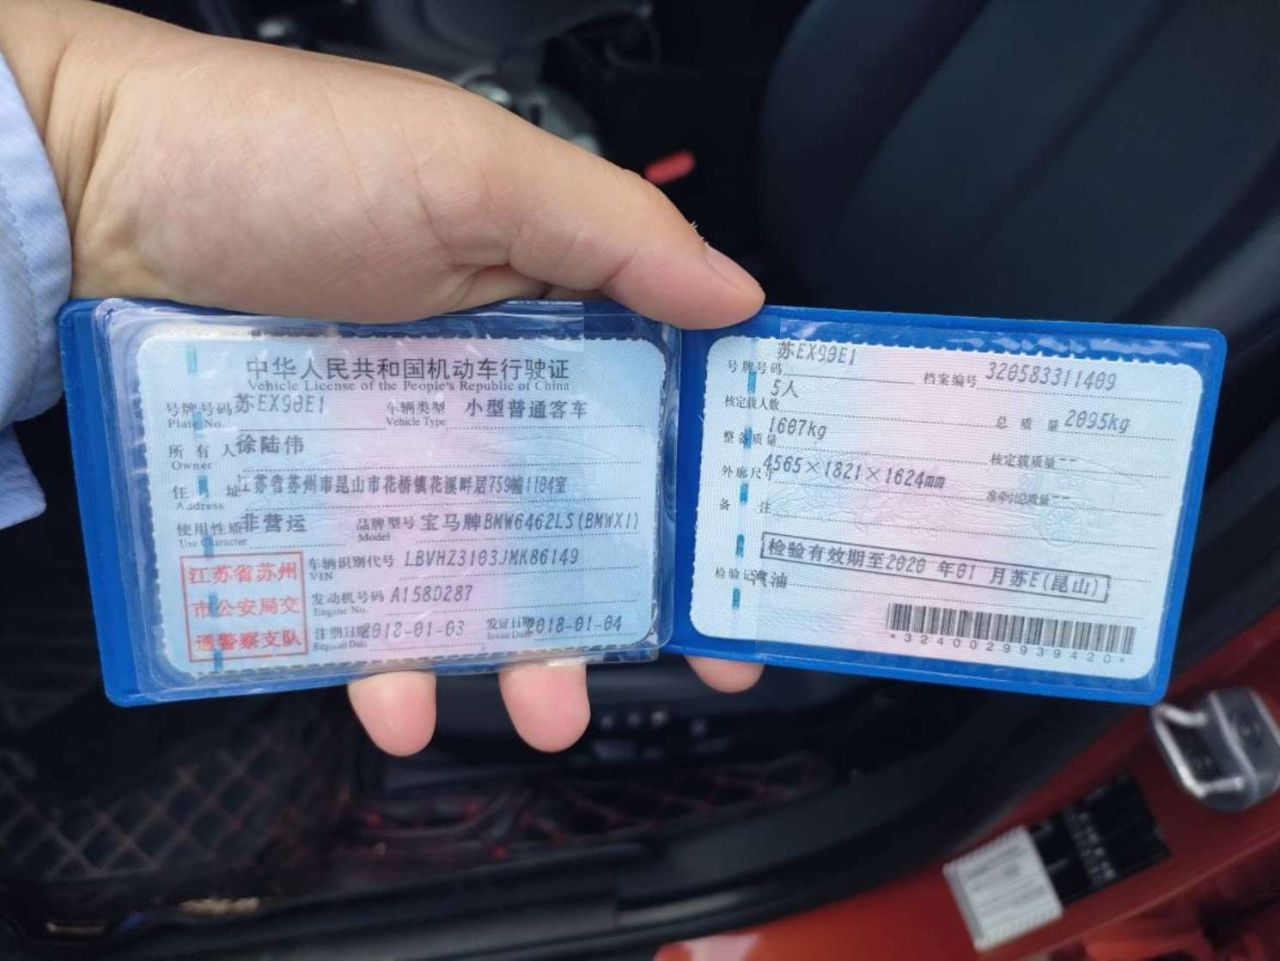 中华人民共和国机动车行驶证
Vehicle License of the People's Republic of China
号牌号码 苏EX90E1 车辆类型 小型普通客车
Plate No. Vehicle Type
所有人 徐陆伟
Owner
住址 江苏省苏州市昆山市花桥镇花溪畔居759幢1104室
Address
使用性质 非营运 品牌型号 宝马牌BMW6462LS(BMWX1)
Use Character Model
江苏省苏州
市公安局交
通警察支队
车辆识别代号 LBVHZ3103JMK86149
VIN
发动机号码 A158D287
Engine No.
注册日期 2018-01-03 发证日期 2018-01-04
Register Date Issue Date
号牌号码 苏EX90E1 档案编号 320583311409
核定载人数 5人 总质量 2095kg
整备质量 1607kg 核定载质量 --
外廓尺寸 4565×1821×1624mm 准牵引总质量 --
备注
检验有效期至2020年01月苏E(昆山)
检验记录 汽油
*3240029939420*